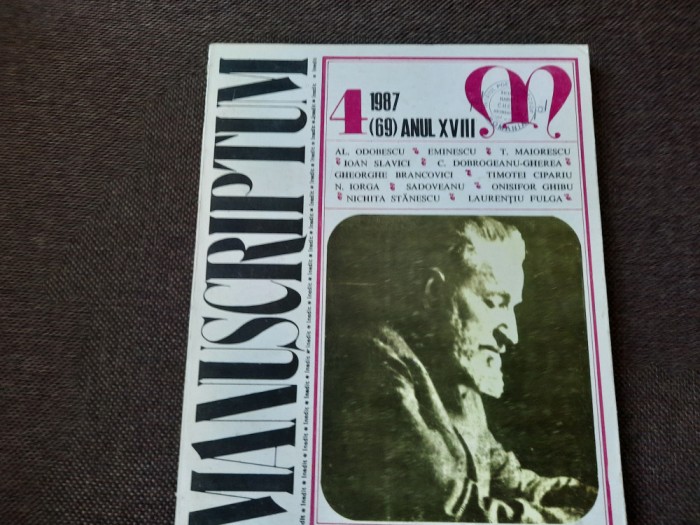 MANUSCRIPTUM
4 1987
(69) ANUL XVIII
AL. ODOBESCU EMINESCU T. MAIORESCU
IOAN SLAVICI C. DOBROGEANU-GHEREA
GHEORGHE BRANCOVICI TIMOTEI CIPARIU
N. IORGA SADOVEANU ONISIFOR GHIBU
NICHITA STĂNESCU LAURENȚIU FULGA